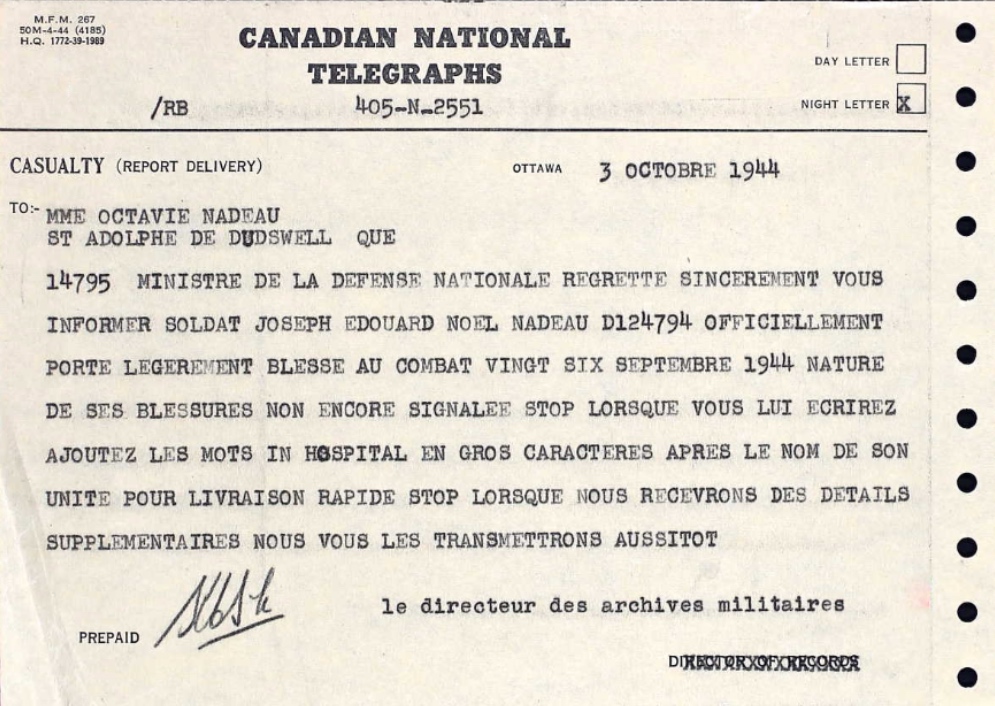 M.F.M. 267
50M-4-44 (4185)
H.Q. 1772-39-1989
CANADIAN NATIONAL
TELEGRAPHS
DAY LETTER
/RB 405-N-2551
NIGHT LETTER X
CASUALTY (REPORT DELIVERY) OTTAWA 3 OCTOBRE 1944
TO:- MME OCTAVIE NADEAU
ST ADOLPHE DE DUDSWELL QUE
14795 MINISTRE DE LA DEFENSE NATIONALE REGRETTE SINCEREMENT VOUS
INFORMER SOLDAT JOSEPH EDOUARD NOEL NADEAU D124794 OFFICIELLEMENT
PORTE LEGEREMENT BLESSE AU COMBAT VINGT SIX SEPTEMBRE 1944 NATURE
DE SES BLESSURES NON ENCORE SIGNALEE STOP LORSQUE VOUS LUI ECRIREZ
AJOUTEZ LES MOTS IN HOSPITAL EN GROS CARACTERES APRES LE NOM DE SON
UNITE POUR LIVRAISON RAPIDE STOP LORSQUE NOUS RECEVRONS DES DETAILS
SUPPLEMENTAIRES NOUS VOUS LES TRANSMETTRONS AUSSITOT
le directeur des archives militaires
PREPAID
DIRECTOR OF RECORDS